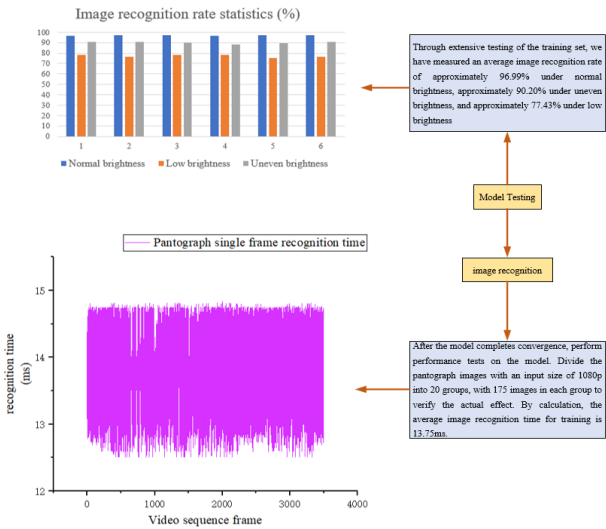 Image recognition rate statistics (%)
100
90
80
70
60
50
40
30
20
10
0
1 2 3 4 5 6
Normal brightness Low brightness Uneven brightness
Through extensive testing of the training set, we
have measured an average image recognition rate
of approximately 96.99% under normal
brightness, approximately 90.20% under uneven
brightness, and approximately 77.43% under low
brightness
Model Testing
image recognition
Pantograph single frame recognition time
recognition time
(ms)
15
14
13
12
0 1000 2000 3000 4000
Video sequence frame
After the model completes convergence, perform
performance tests on the model. Divide the
pantograph images with an input size of 1080p
into 20 groups, with 175 images in each group to
verify the actual effect. By calculation, the
average image recognition time for training is
13.75ms.